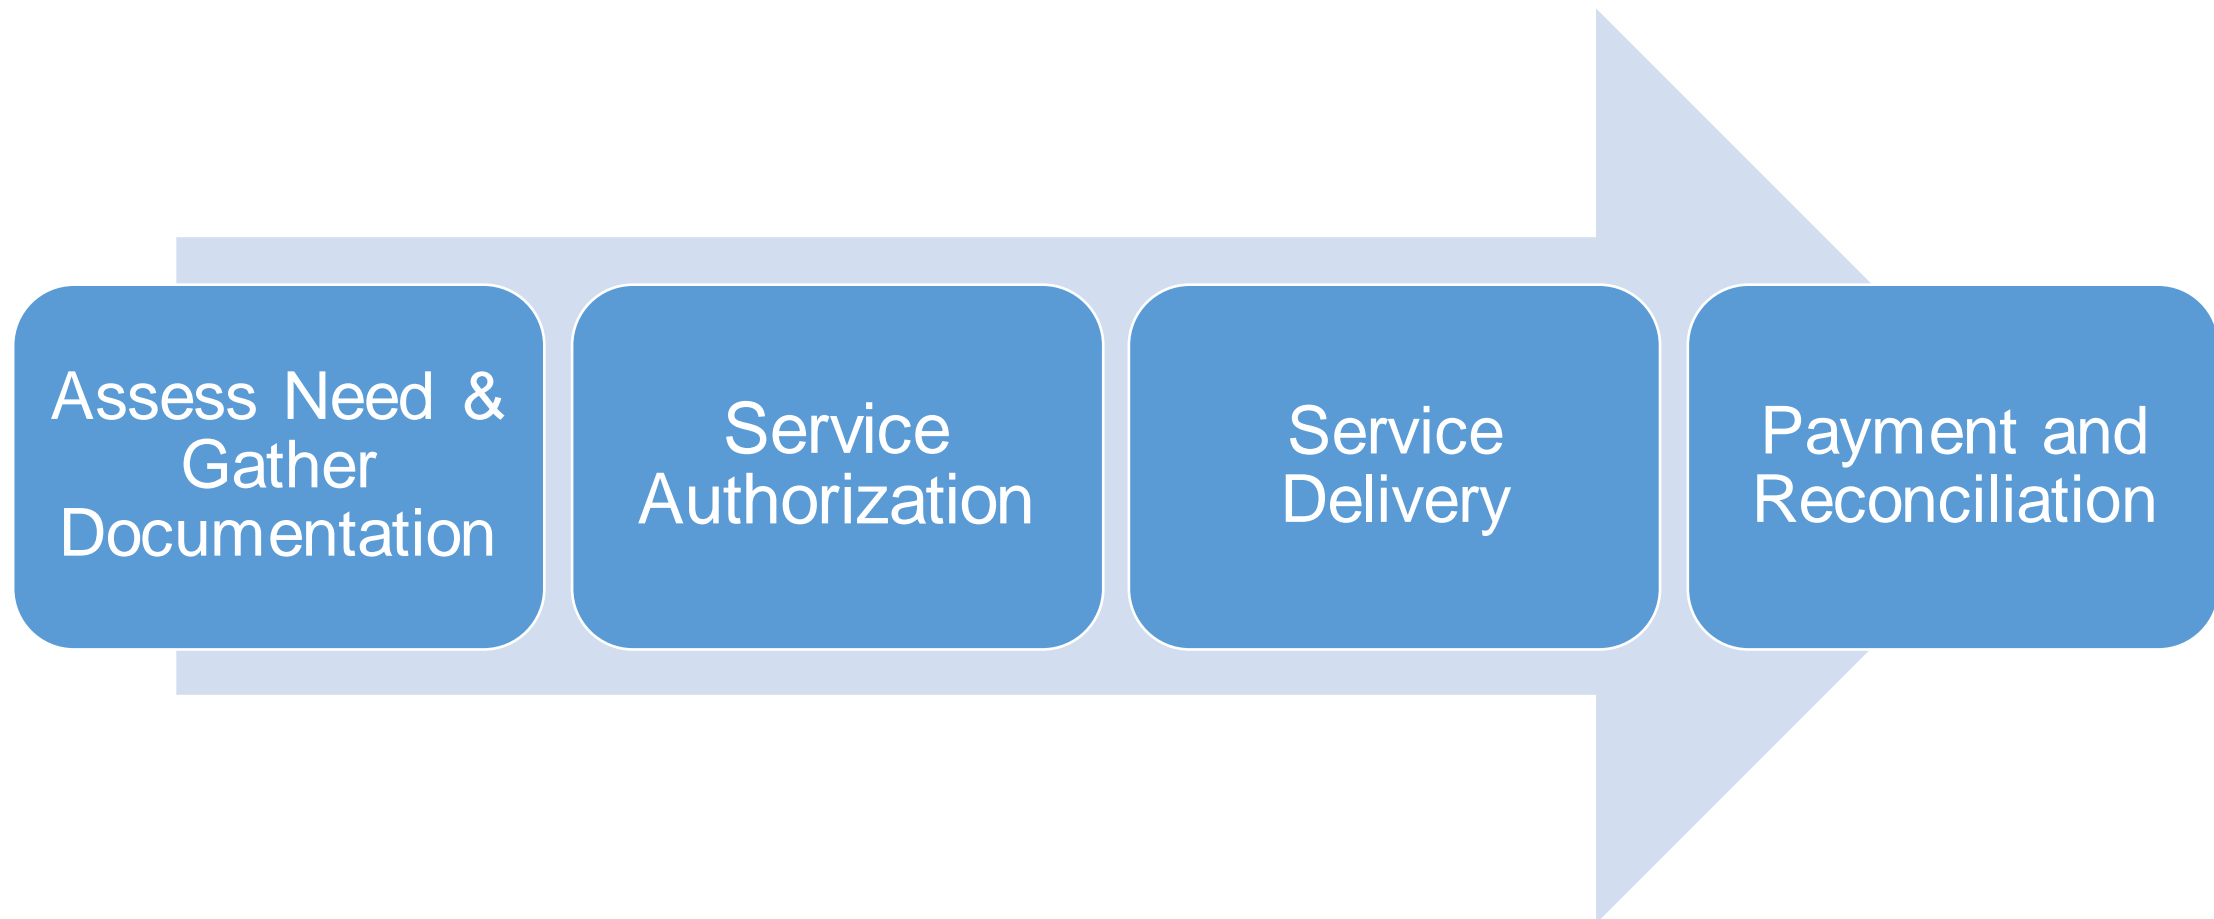 Assess Need &
Gather
Documentation
Service
Authorization
Service
Delivery
Payment and
Reconciliation